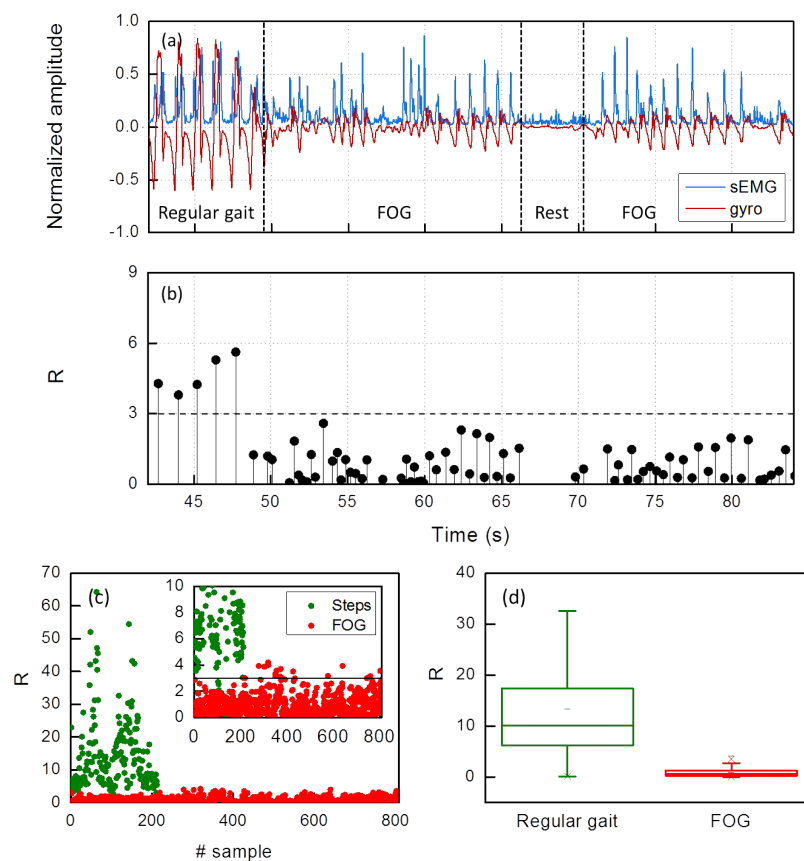 (a)
Normalized amplitude
1.0
0.5
0.0
-0.5
-1.0
Regular gait
FOG
Rest
FOG
sEMG
gyro
(b)
R
9
6
3
0
45 50 55 60 65 70 75 80
Time (s)
(c)
R
70
60
50
40
30
20
10
0
0 200 400 600 800
# sample
10
8
6
4
2
0
0 200 400 600 800
Steps
FOG
(d)
R
40
30
20
10
0
Regular gait FOG